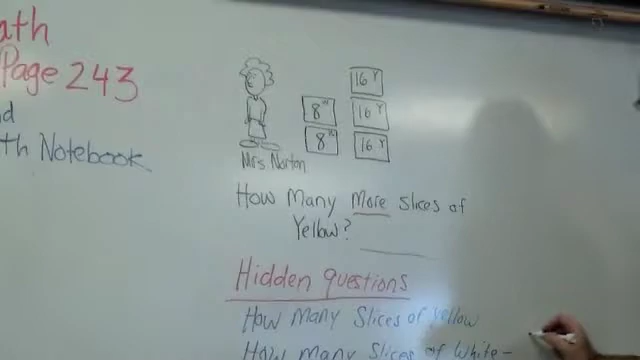 ath
Page 243
d
th Notebook
16 Y
8 W 16 Y
8 W 16 Y
Mrs Norton
How Many More Slices of
Yellow?
Hidden questions
How Many Slices of Yellow
How Many Slices of White -